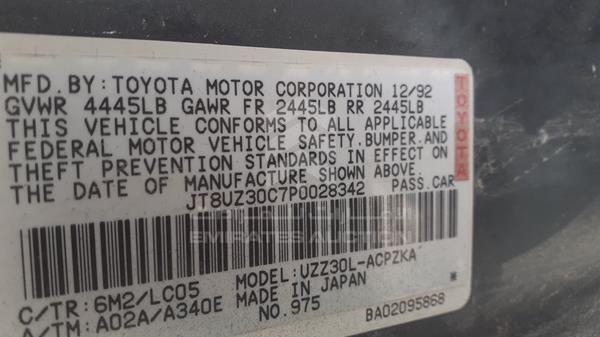 MFD.BY:TOYOTA MOTOR CORPORATION 12/92
GVWR 4445LB GAWR FR 2445LB RR 2445LB
THIS VEHICLE CONFORMS TO ALL APPLICABLE
FEDERAL MOTOR VEHICLE SAFETY.BUMPER.AND
THEFT PREVENTION STANDARDS IN EFFECT ON
THE DATE OF MANUFACTURE SHOWN ABOVE.
JT8UZ30C7P0028342 PASS.CAR
TOYOTA
EMIRATES AUCTION
C/TR:6M2/LC05 MODEL:UZZ30L-ACPZKA
A/TM:A02A/A340E MADE IN JAPAN
NO.975 BA02095868